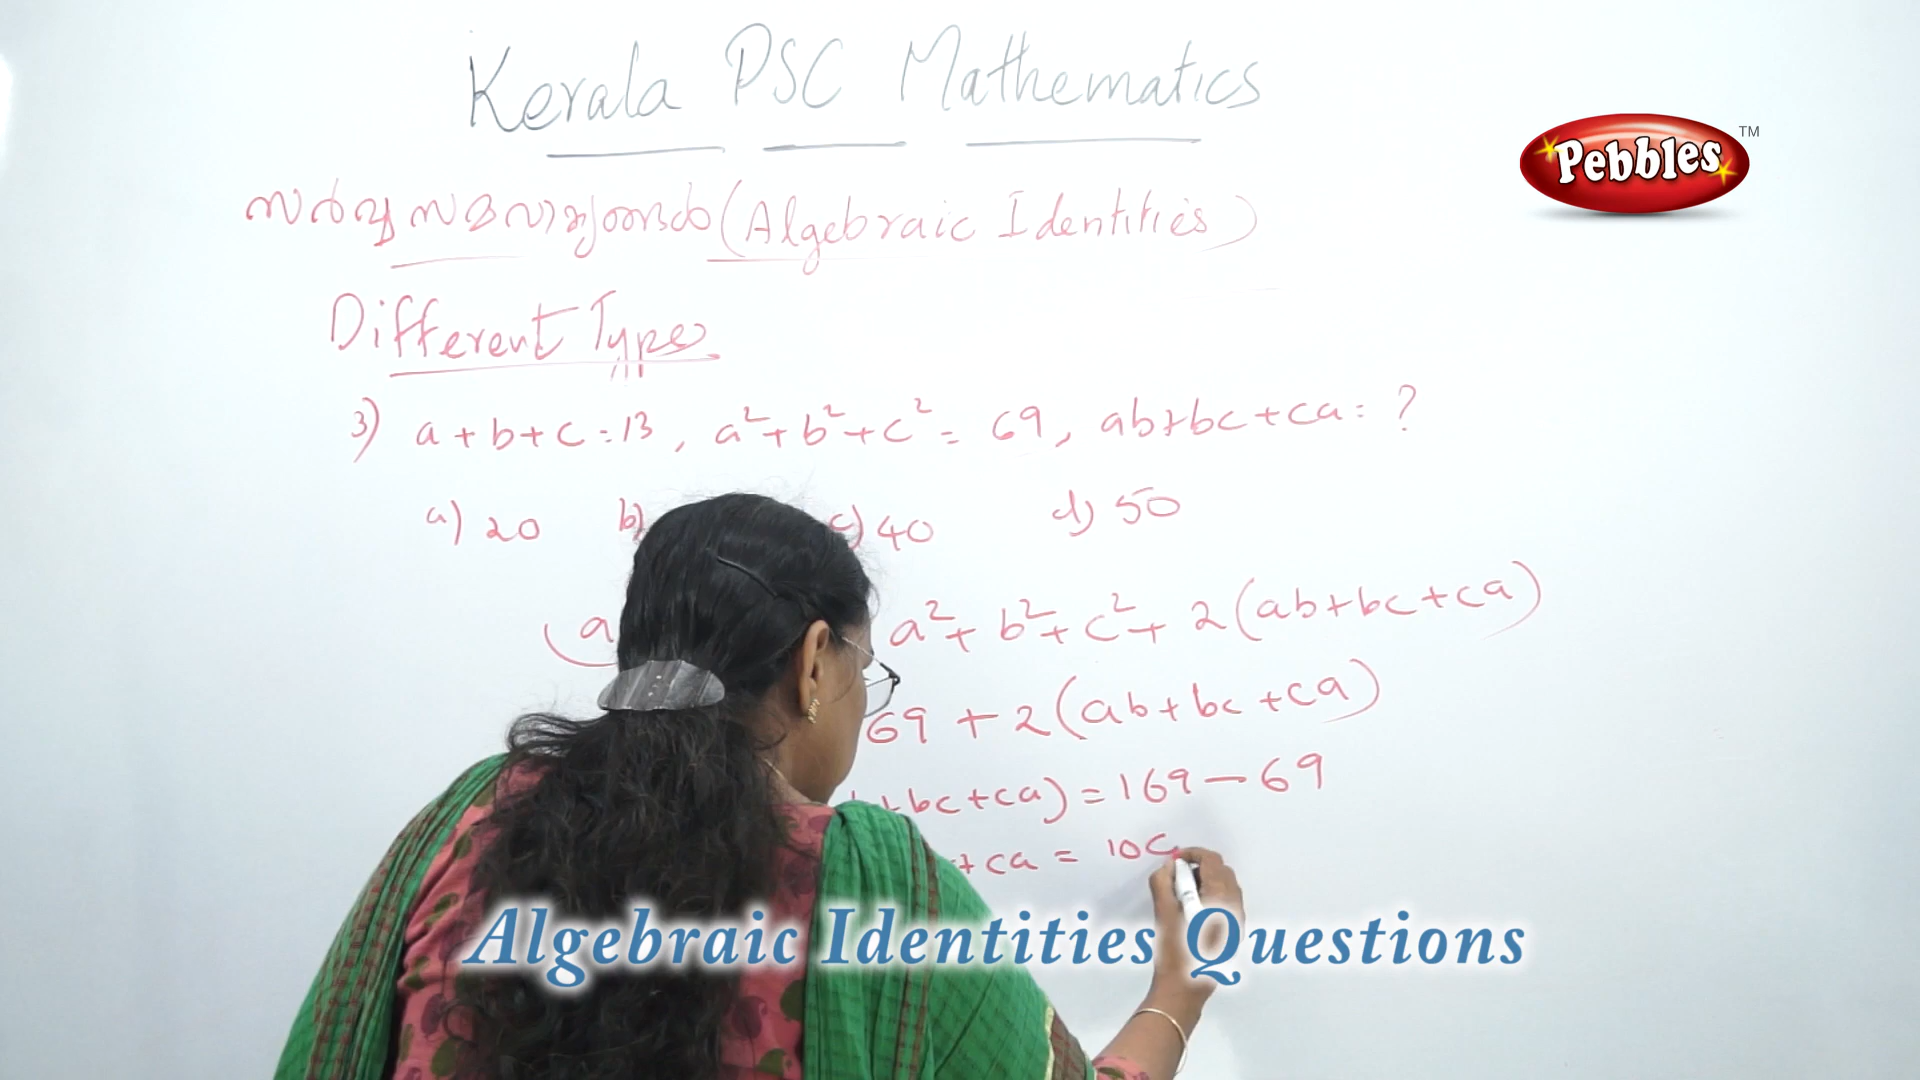 Kerala PSC Mathematics
Pebbles TM
സർവ്വസമവാക്യങ്ങൾ (Algebraic Identities)
Different Type
3) a + b + c = 13, a² + b² + c² = 69, ab + bc + ca = ?
a) 20 b) c) 40 d) 50
(a a² + b² + c² + 2(ab + bc + ca)
69 + 2(ab + bc + ca)
+ bc + ca) = 169 – 69
+ ca = 10
Algebraic Identities Questions